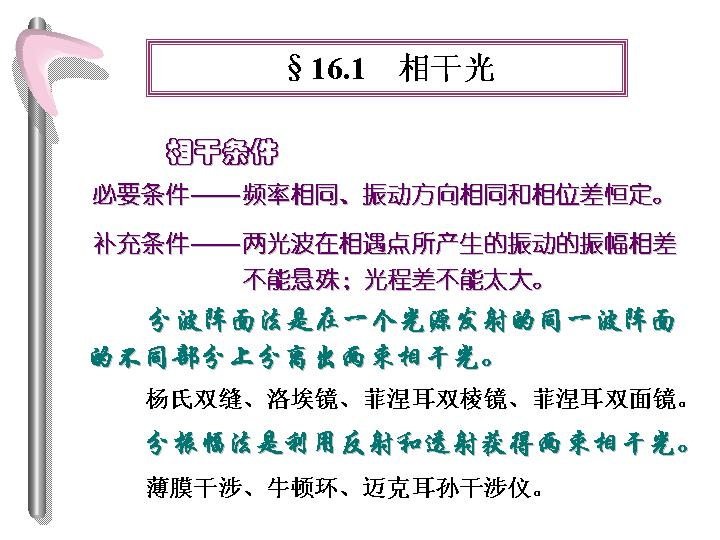 §16.1 相干光
相干条件
必要条件——频率相同、振动方向相同和相位差恒定。
补充条件——两光波在相遇点所产生的振动的振幅相差
不能悬殊；光程差不能太大。
分波阵面法是在一个光源发射的同一波阵面
的不同部分上分离出两束相干光。
杨氏双缝、洛埃镜、菲涅耳双棱镜、菲涅耳双面镜。
分振幅法是利用反射和透射获得两束相干光。
薄膜干涉、牛顿环、迈克耳孙干涉仪。